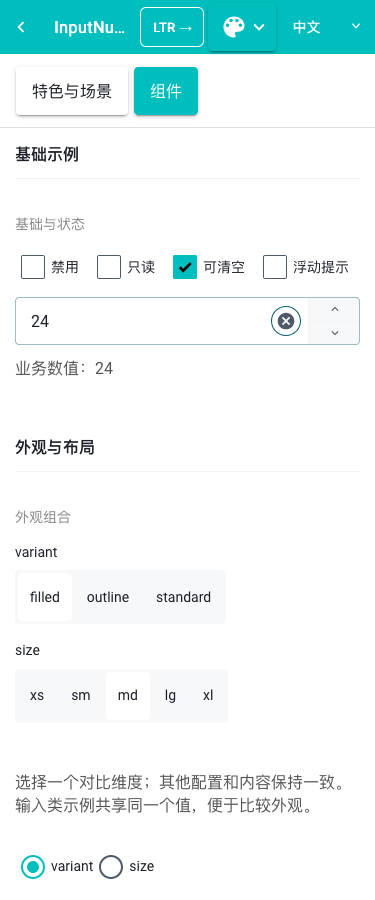 InputNu...
LTR →
中文
特色与场景
组件
基础示例
基础与状态
禁用
只读
可清空
浮动提示
24
业务数值：24
外观与布局
外观组合
variant
filled outline standard
size
xs sm md lg xl
选择一个对比维度；其他配置和内容保持一致。
输入类示例共享同一个值，便于比较外观。
variant size